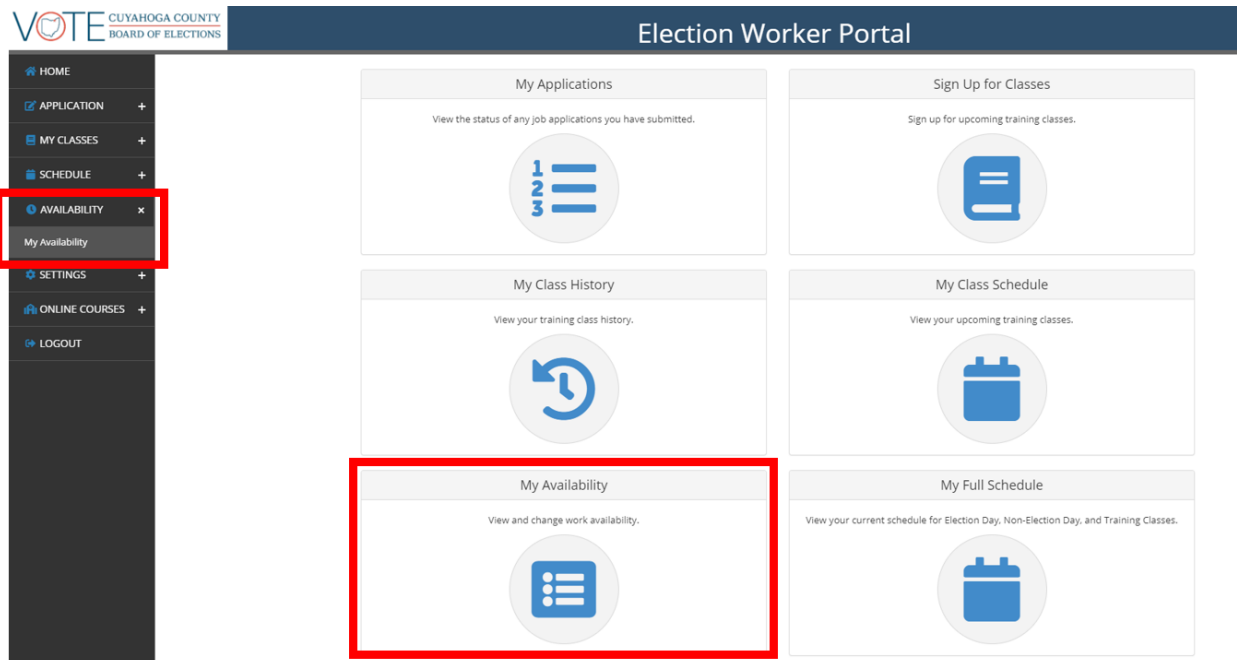 VOTE CUYAHOGA COUNTY
BOARD OF ELECTIONS
Election Worker Portal
HOME
APPLICATION +
MY CLASSES +
SCHEDULE +
AVAILABILITY ×
My Availability
SETTINGS +
ONLINE COURSES +
LOGOUT
My Applications
View the status of any job applications you have submitted.
1
2
3
Sign Up for Classes
Sign up for upcoming training classes.
My Class History
View your training class history.
My Class Schedule
View your upcoming training classes.
My Availability
View and change work availability.
My Full Schedule
View your current schedule for Election Day, Non-Election Day, and Training Classes.